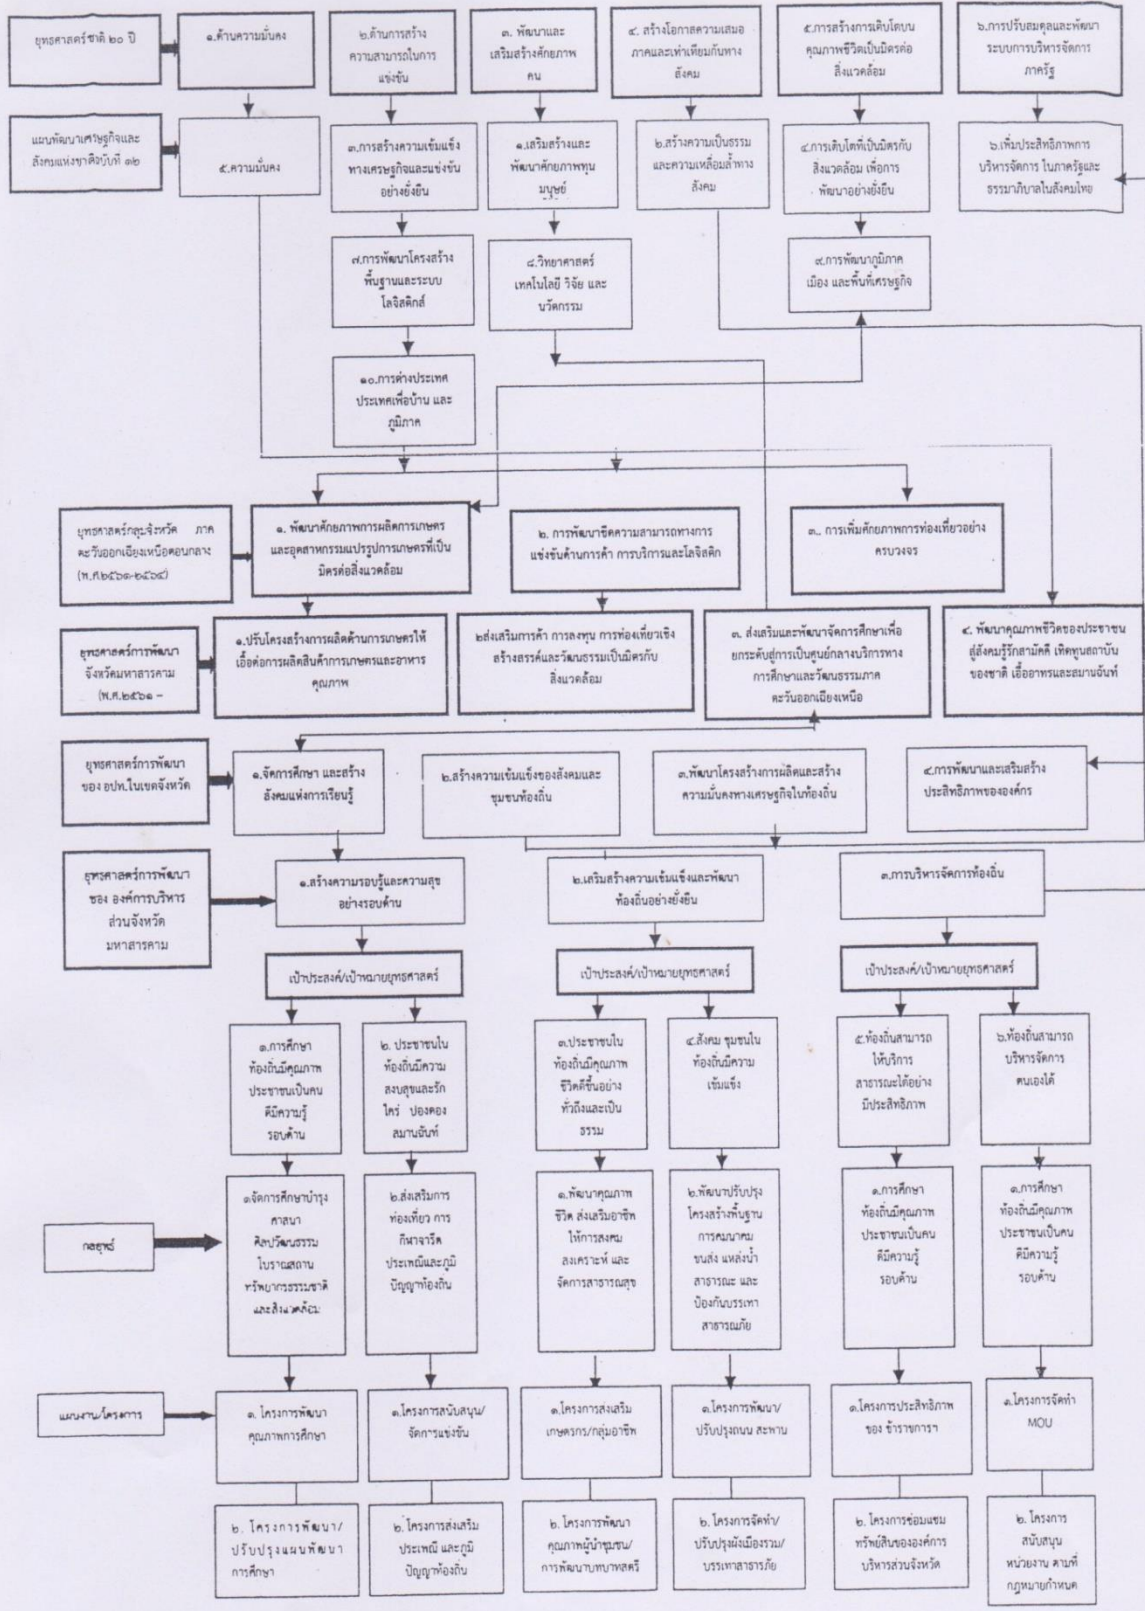 ยุทธศาสตร์ชาติ ๒๐ ปี
๑.ด้านความมั่นคง
๒.ด้านการสร้าง
ความสามารถในการ
แข่งขัน
๓. พัฒนาและ
เสริมสร้างศักยภาพ
คน
๔. สร้างโอกาสความเสมอ
ภาคและเท่าเทียมกันทาง
สังคม
๕.การสร้างการเติบโตบน
คุณภาพชีวิตเป็นมิตรต่อ
สิ่งแวดล้อม
๖.การปรับสมดุลและพัฒนา
ระบบการบริหารจัดการ
ภาครัฐ
แผนพัฒนาเศรษฐกิจและ
สังคมแห่งชาติฉบับที่ ๑๒
๕.ความมั่นคง
๓.การสร้างความเข้มแข็ง
ทางเศรษฐกิจและแข่งขัน
อย่างยั่งยืน
๑.เสริมสร้างและ
พัฒนาศักยภาพทุน
มนุษย์
๒.สร้างความเป็นธรรม
และความเหลื่อมล้ำทาง
สังคม
๔.การเติบโตที่เป็นมิตรกับ
สิ่งแวดล้อม เพื่อการ
พัฒนาอย่างยั่งยืน
๖.เพิ่มประสิทธิภาพการ
บริหารจัดการ ในภาครัฐและ
ธรรมาภิบาลในสังคมไทย
๗.การพัฒนาโครงสร้าง
พื้นฐานและระบบ
โลจิสติกส์
๘.วิทยาศาสตร์
เทคโนโลยี วิจัย และ
นวัตกรรม
๙.การพัฒนาภูมิภาค
เมือง และพื้นที่เศรษฐกิจ
๑๐.การต่างประเทศ
ประเทศเพื่อบ้าน และ
ภูมิภาค
ยุทธศาสตร์กลุ่มจังหวัด ภาค
ตะวันออกเฉียงเหนือตอนกลาง
(พ.ศ.๒๕๖๑-๒๕๖๔)
๑. พัฒนาศักยภาพการผลิตการเกษตร
และอุตสาหกรรมแปรรูปการเกษตรที่เป็น
มิตรต่อสิ่งแวดล้อม
๒. การพัฒนาขีดความสามารถทางการ
แข่งขันด้านการค้า การบริการและโลจิสติก
๓.. การเพิ่มศักยภาพการท่องเที่ยวอย่าง
ครบวงจร
ยุทธศาสตร์การพัฒนา
จังหวัดมหาสารคาม
(พ.ศ.๒๕๖๑ –
๑.ปรับโครงสร้างการผลิตด้านการเกษตรให้
เอื้อต่อการผลิตสินค้าการเกษตรและอาหาร
คุณภาพ
๒ส่งเสริมการค้า การลงทุน การท่องเที่ยวเชิง
สร้างสรรค์และวัฒนธรรมเป็นมิตรกับ
สิ่งแวดล้อม
๓. ส่งเสริมและพัฒนาจัดการศึกษาเพื่อ
ยกระดับสู่การเป็นศูนย์กลางบริการทาง
การศึกษาและวัฒนธรรมภาค
ตะวันออกเฉียงเหนือ
๔. พัฒนาคุณภาพชีวิตของประชาชน
สู่สังคมรู้รักสามัคคี เทิดทูนสถาบัน
ของชาติ เอื้ออาทรและสมานฉันท์
ยุทธศาสตร์การพัฒนา
ของ อปท.ในเขตจังหวัด
๑.จัดการศึกษา และสร้าง
สังคมแห่งการเรียนรู้
๒.สร้างความเข้มแข็งของสังคมและ
ชุมชนท้องถิ่น
๓.พัฒนาโครงสร้างการผลิตและสร้าง
ความมั่นคงทางเศรษฐกิจในท้องถิ่น
๔.การพัฒนาและเสริมสร้าง
ประสิทธิภาพขององค์กร
ยุทธศาสตร์การพัฒนา
ของ องค์การบริหาร
ส่วนจังหวัด
มหาสารคาม
๑.สร้างความรอบรู้และความสุข
อย่างรอบด้าน
๒.เสริมสร้างความเข้มแข็งและพัฒนา
ท้องถิ่นอย่างยั่งยืน
๓.การบริหารจัดการท้องถิ่น
เป้าประสงค์/เป้าหมายยุทธศาสตร์
เป้าประสงค์/เป้าหมายยุทธศาสตร์
เป้าประสงค์/เป้าหมายยุทธศาสตร์
๑.การศึกษา
ท้องถิ่นมีคุณภาพ
ประชาชนเป็นคน
ดีมีความรู้
รอบด้าน
๒. ประชาชนใน
ท้องถิ่นมีความ
สงบสุขและรัก
ใคร่ ปองดอง
สมานฉันท์
๓.ประชาชนใน
ท้องถิ่นมีคุณภาพ
ชีวิตดีขึ้นอย่าง
ทั่วถึงและเป็น
ธรรม
๔.สังคม ชุมชนใน
ท้องถิ่นมีความ
เข้มแข็ง
๕.ท้องถิ่นสามารถ
ให้บริการ
สาธารณะได้อย่าง
มีประสิทธิภาพ
๖.ท้องถิ่นสามารถ
บริหารจัดการ
ตนเองได้
กลยุทธ์
๑จัดการศึกษาบำรุง
ศาสนา
ศิลปวัฒนธรรม
โบราณสถาน
ทรัพยากรธรรมชาติ
และสิ่งแวดล้อม
๒.ส่งเสริมการ
ท่องเที่ยว การ
กีฬาจารีต
ประเพณีและภูมิ
ปัญญาท้องถิ่น
๑.พัฒนาคุณภาพ
ชีวิต ส่งเสริมอาชีพ
ให้การสงคม
สงเคราะห์ และ
จัดการสาธารณสุข
๒.พัฒนาปรับปรุง
โครงสร้างพื้นฐาน
การคมนาคม
ขนส่ง แหล่งน้ำ
สาธารณะ และ
ป้องกันบรรเทา
สาธารณภัย
๑.การศึกษา
ท้องถิ่นมีคุณภาพ
ประชาชนเป็นคน
ดีมีความรู้
รอบด้าน
๑.การศึกษา
ท้องถิ่นมีคุณภาพ
ประชาชนเป็นคน
ดีมีความรู้
รอบด้าน
แผนงาน/โครงการ
๑. โครงการพัฒนา
คุณภาพการศึกษา
๑.โครงการสนับสนุน/
จัดการแข่งขัน
๑.โครงการส่งเสริม
เกษตรกร/กลุ่มอาชีพ
๑.โครงการพัฒนา/
ปรับปรุงถนน สะพาน
๑.โครงการประสิทธิภาพ
ของ ข้าราชการฯ
๑.โครงการจัดทำ
MOU
๒. โครงการพัฒนา/
ปรับปรุงแผนพัฒนา
การศึกษา
๒. โครงการส่งเสริม
ประเพณี และภูมิ
ปัญญาท้องถิ่น
๒. โครงการพัฒนา
คุณภาพผู้นำชุมชน/
การพัฒนาบทบาทสตรี
๒. โครงการจัดทำ/
ปรับปรุงผังเมืองรวม/
บรรเทาสาธารภัย
๒. โครงการซ่อมแซม
ทรัพย์สินขององค์การ
บริหารส่วนจังหวัด
๒. โครงการ
สนับสนุน
หน่วยงาน ตามที่
กฎหมายกำหนด